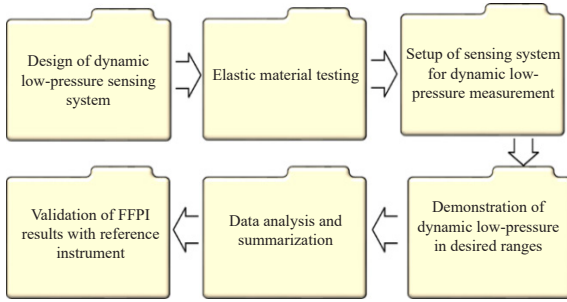 Design of dynamic
low-pressure sensing
system
Elastic material testing
Setup of sensing system
for dynamic low-
pressure measurement
Demonstration of
dynamic low-pressure
in desired ranges
Data analysis and
summarization
Validation of FFPI
results with reference
instrument